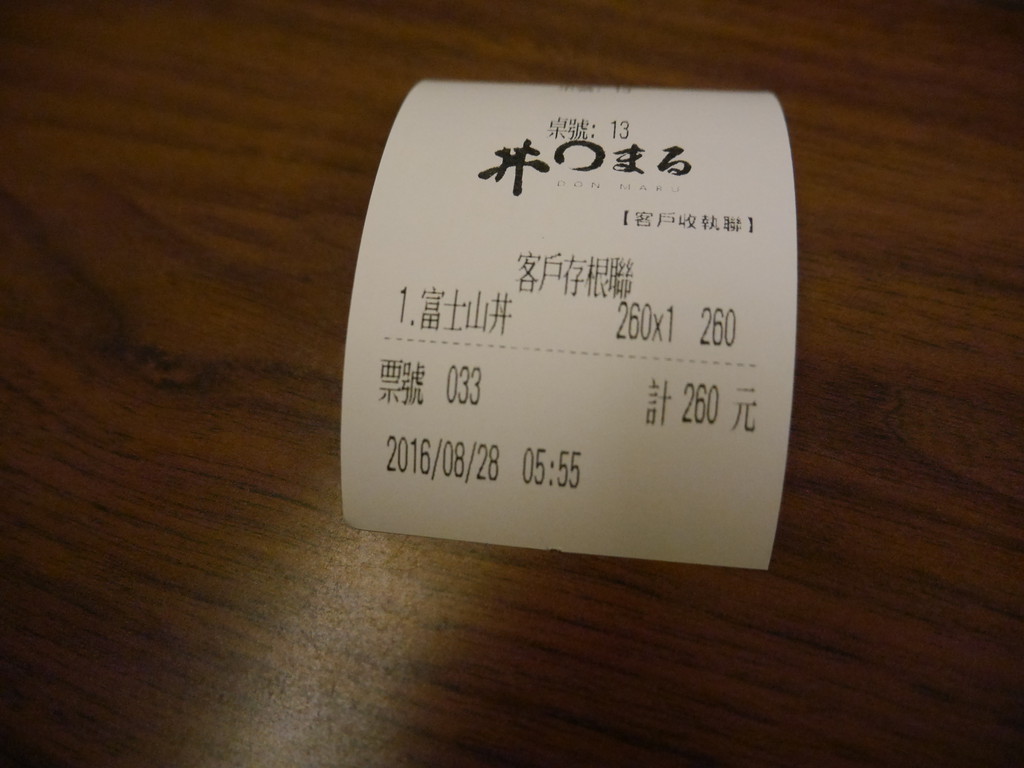 桌號: 13
丼のまる
DON MARU
【客戶收執聯】
客戶存根聯
1.富士山丼 260x1 260
票號 033 計 260 元
2016/08/28 05:55